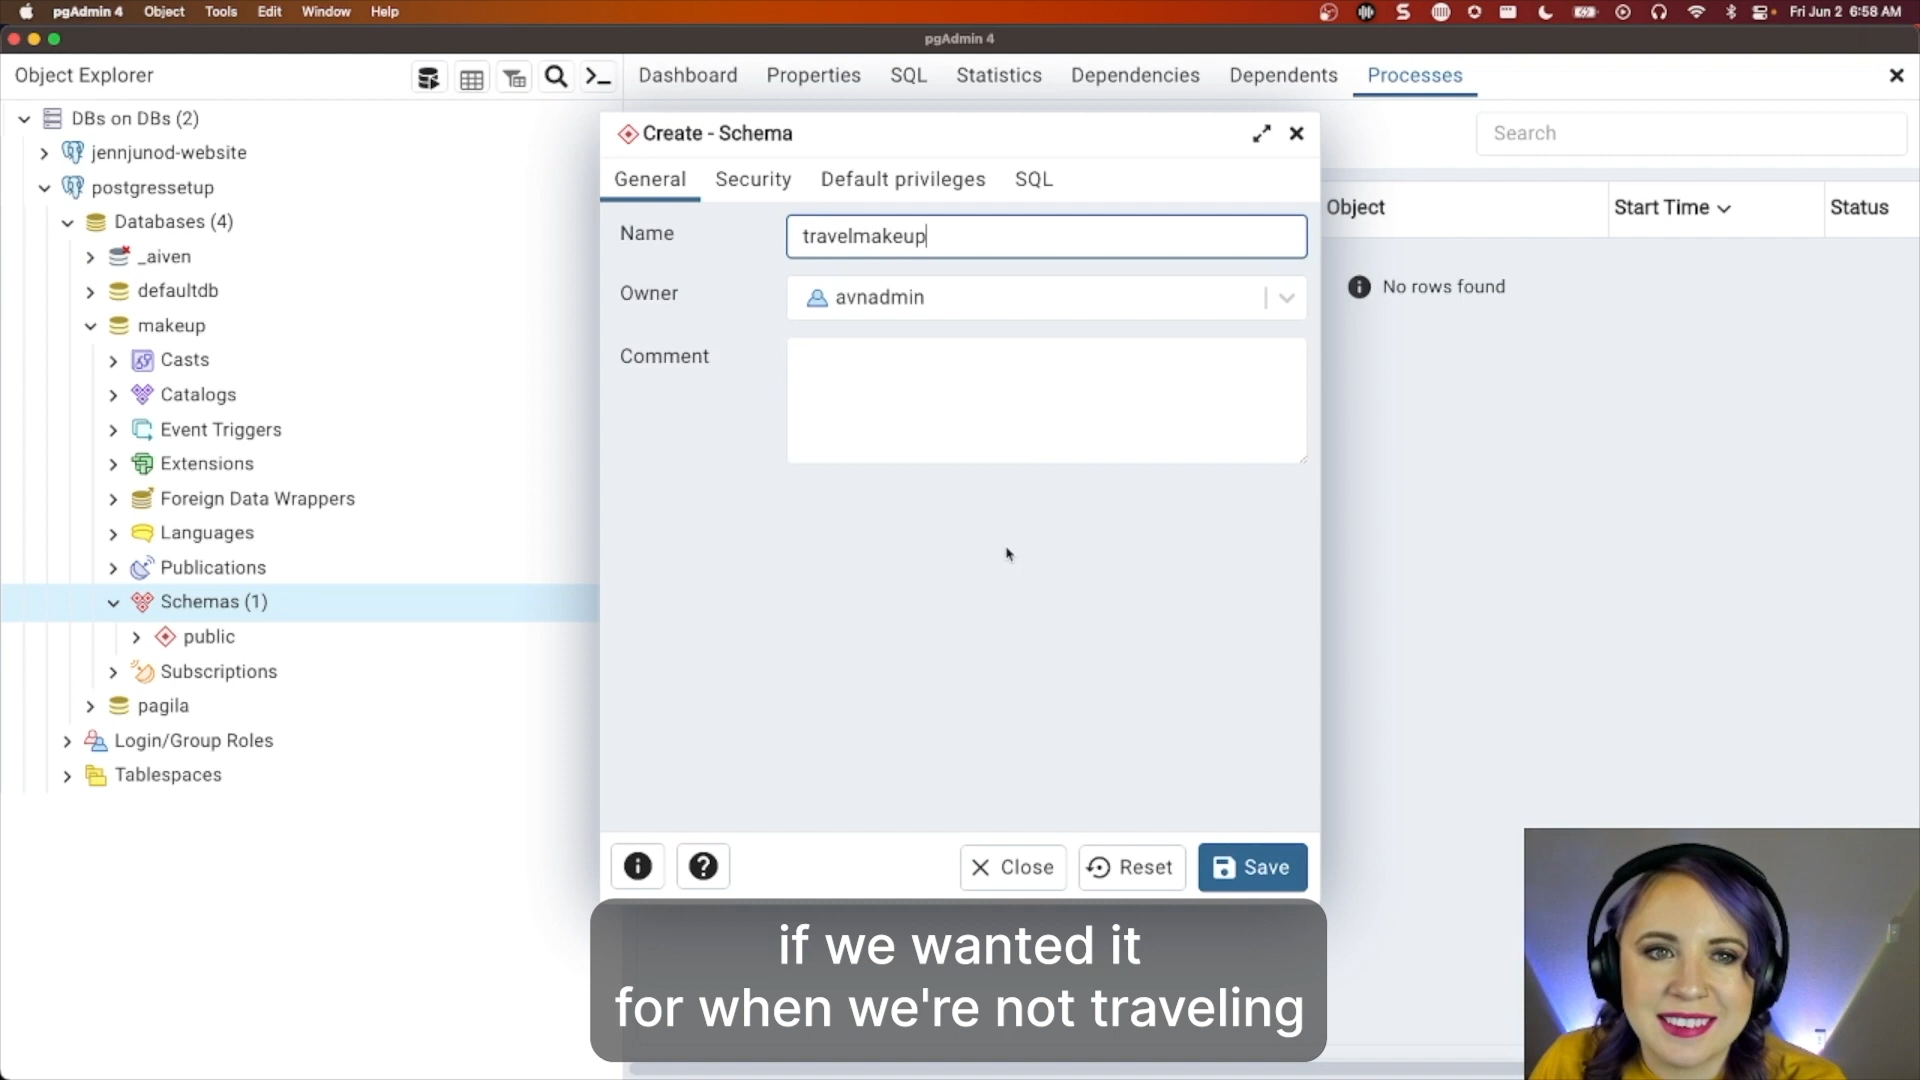 pgAdmin 4 Object Tools Edit Window Help Fri Jun 2 6:58 AM
pgAdmin 4
Object Explorer
Dashboard Properties SQL Statistics Dependencies Dependents Processes
DBs on DBs (2)
jennjunod-website
postgressetup
Databases (4)
_aiven
defaultdb
makeup
Casts
Catalogs
Event Triggers
Extensions
Foreign Data Wrappers
Languages
Publications
Schemas (1)
public
Subscriptions
pagila
Login/Group Roles
Tablespaces
Create - Schema
General Security Default privileges SQL
Name travelmakeup
Owner avnadmin
Comment
Close Reset Save
Search
Object Start Time Status
No rows found
if we wanted it
for when we're not traveling